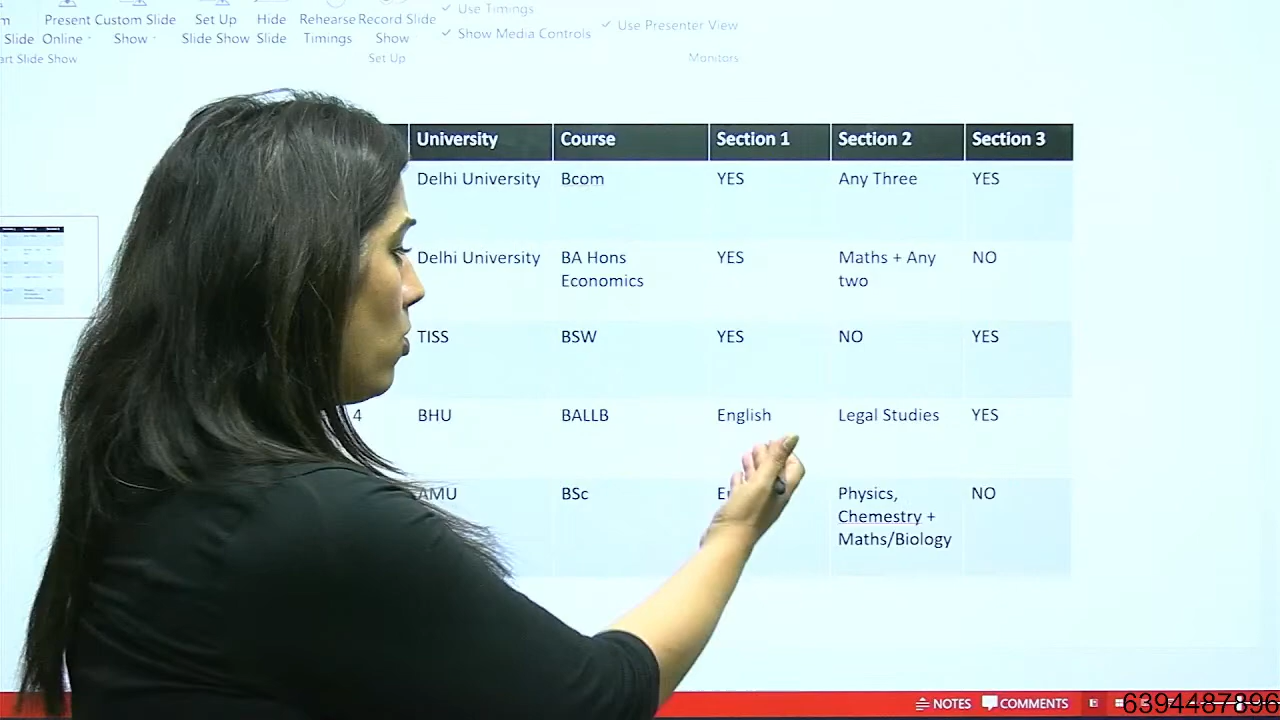 Present Custom Slide Set Up Hide Rehearse Record Slide
Slide Online Show Slide Show Slide Timings Show
Slide Show Set Up Monitors
Use Timings
Show Media Controls
Use Presenter View
University Course Section 1 Section 2 Section 3
Delhi University Bcom YES Any Three YES
Delhi University BA Hons YES Maths + Any NO
Economics two
TISS BSW YES NO YES
4 BHU BALLB English Legal Studies YES
AMU BSc Physics, NO
Chemestry +
Maths/Biology
NOTES COMMENTS
6394487896